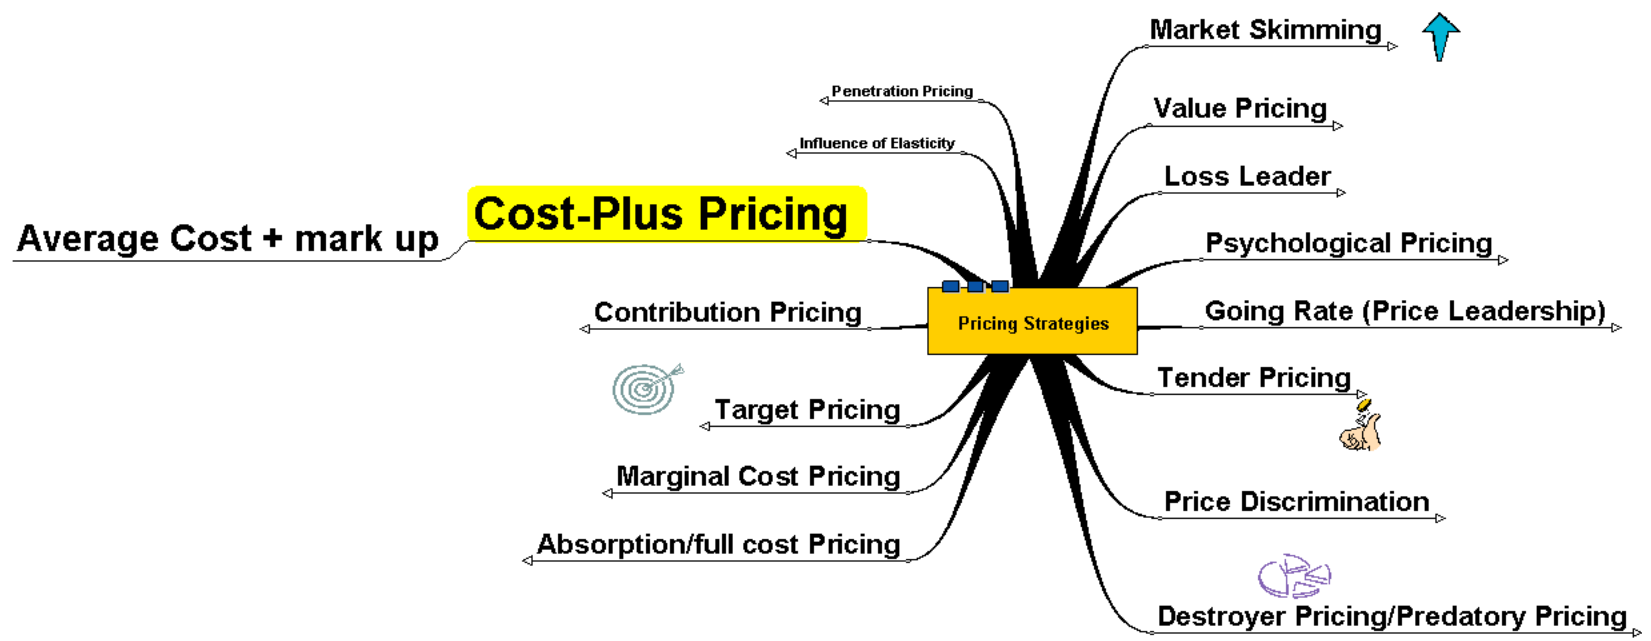 Market Skimming
Penetration Pricing
Value Pricing
Influence of Elasticity
Loss Leader
Cost-Plus Pricing
Average Cost + mark up
Psychological Pricing
Contribution Pricing
Pricing Strategies
Going Rate (Price Leadership)
Tender Pricing
Target Pricing
Marginal Cost Pricing
Price Discrimination
Absorption/full cost Pricing
Destroyer Pricing/Predatory Pricing